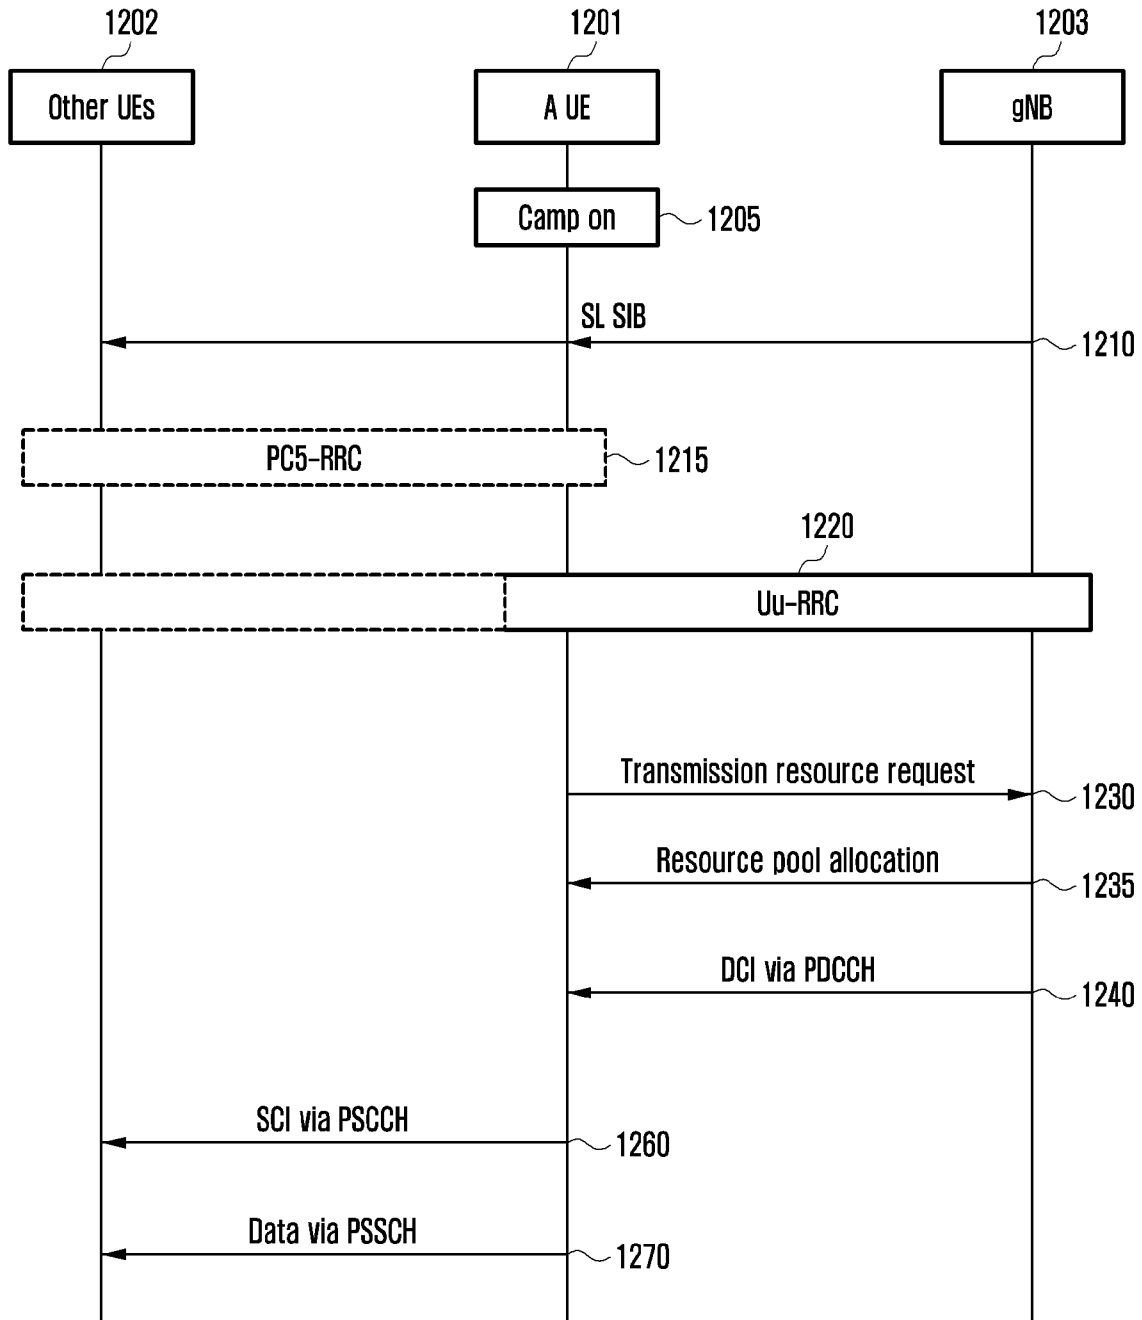 1202
1201
1203
Other UEs
A UE
gNB
Camp on
1205
SL SIB
1210
PC5-RRC
1215
1220
Uu-RRC
Transmission resource request
1230
Resource pool allocation
1235
DCI via PDCCH
1240
SCI via PSCCH
1260
Data via PSSCH
1270